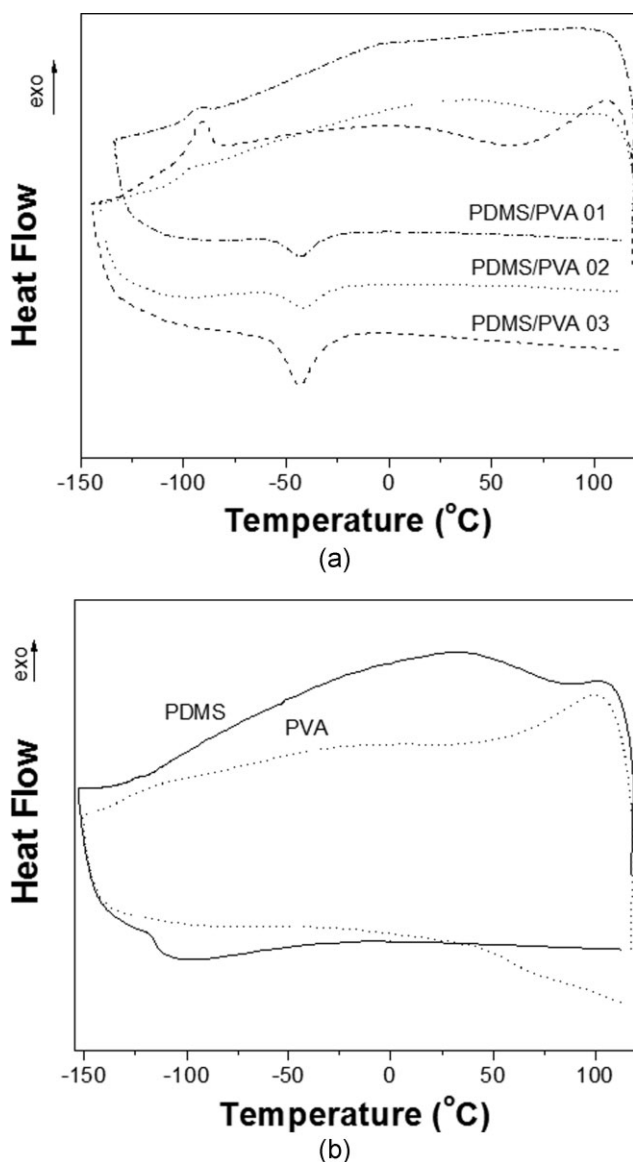 exo
Heat Flow
PDMS/PVA 01
PDMS/PVA 02
PDMS/PVA 03
-150 -100 -50 0 50 100
Temperature (°C)
(a)
exo
Heat Flow
PDMS
PVA
-150 -100 -50 0 50 100
Temperature (°C)
(b)